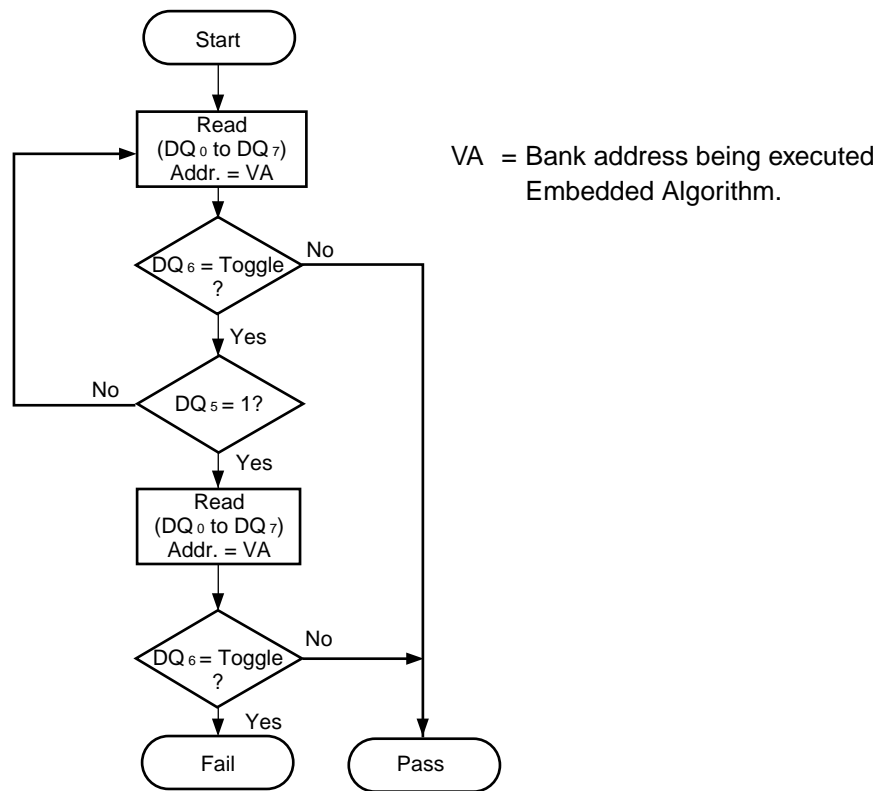 Start
Read
(DQ0 to DQ7)
Addr. = VA
VA = Bank address being executed
Embedded Algorithm.
DQ6 = Toggle
?
No
Yes
No
DQ5 = 1?
Yes
Read
(DQ0 to DQ7)
Addr. = VA
DQ6 = Toggle
?
No
Yes
Fail
Pass